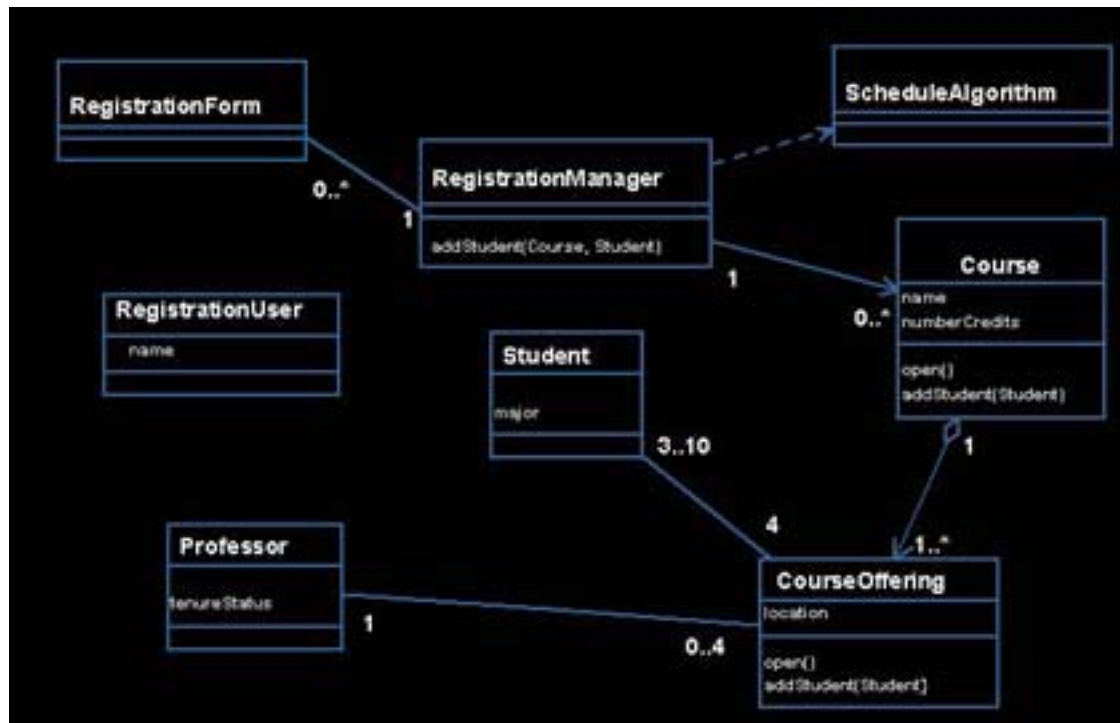 RegistrationForm
0..*
ScheduleAlgorithm
RegistrationManager
1
addStudent(Course, Student)
1
0..*
Course
name
numberCredits
open()
addStudent(Student)
1
1..*
RegistrationUser
name
Student
major
3..10
4
Professor
tenureStatus
1
0..4
CourseOffering
location
open()
addStudent(Student]